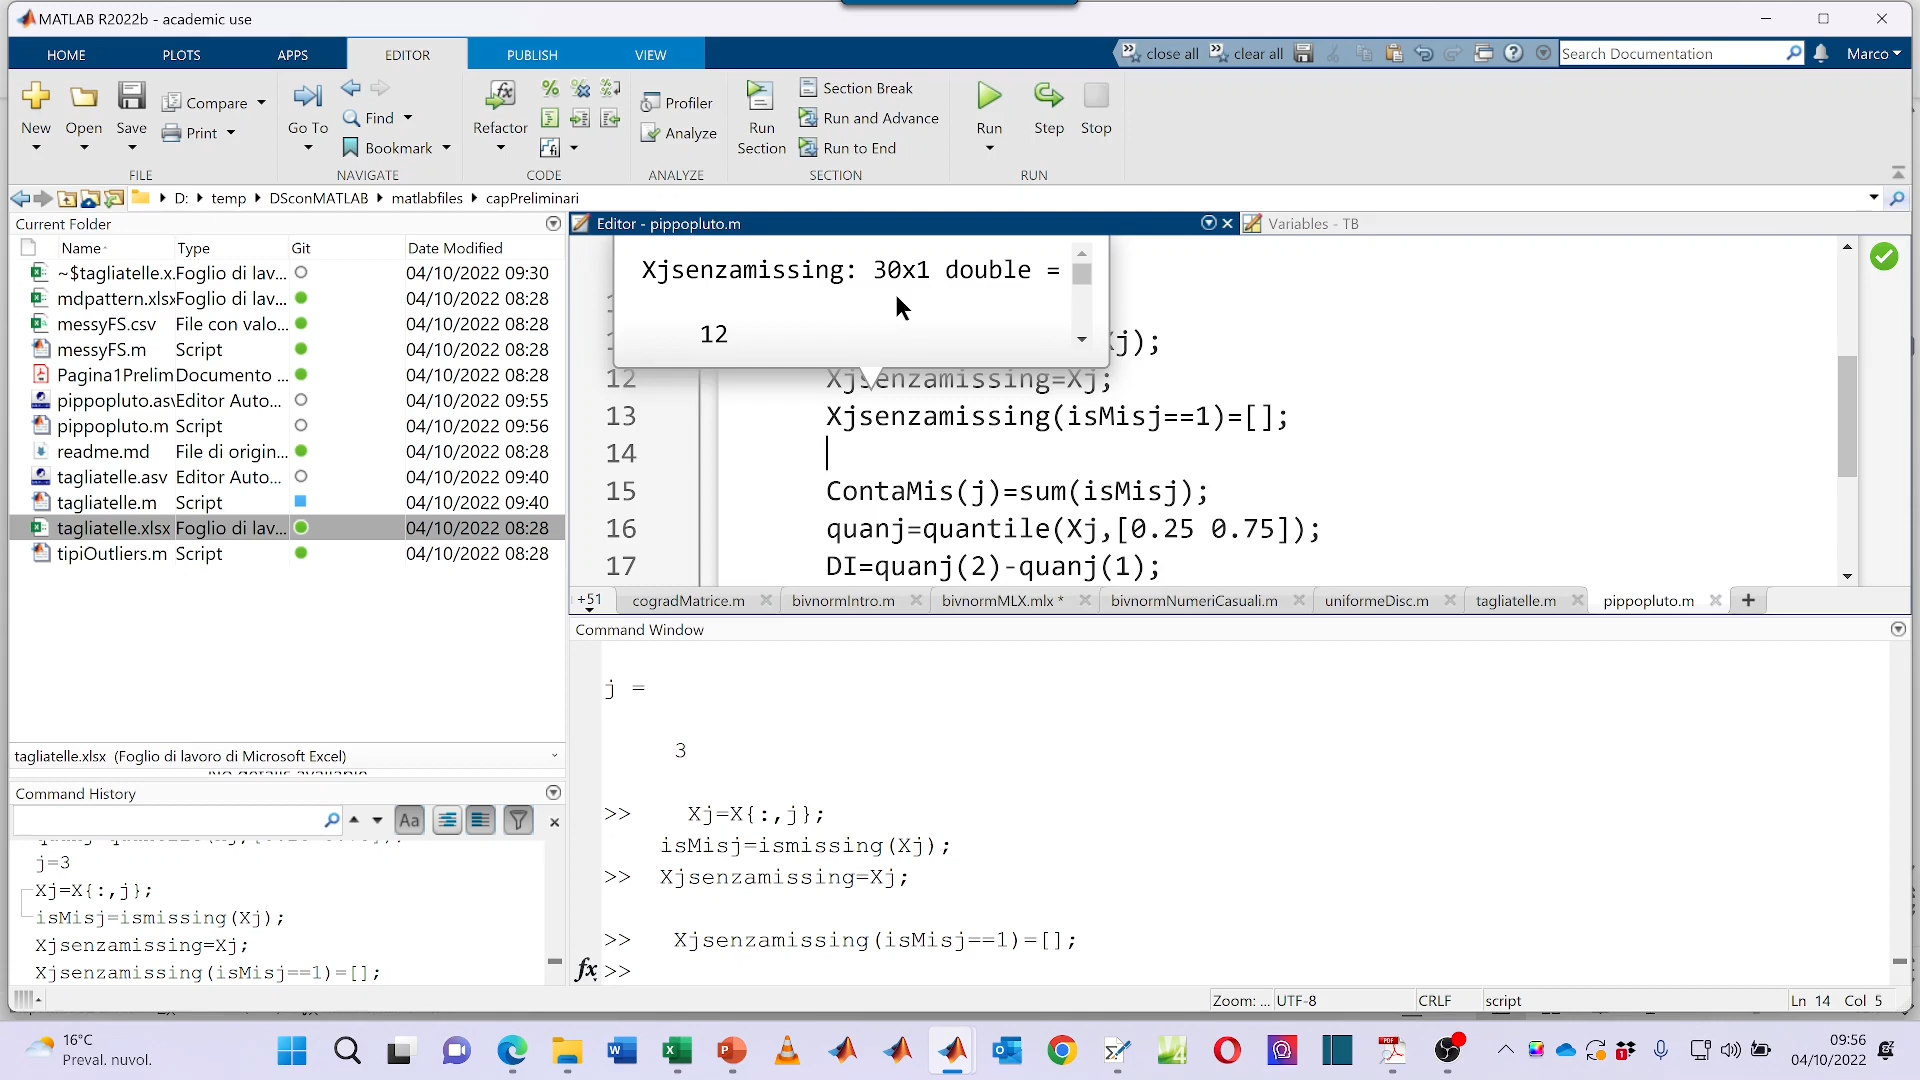 MATLAB R2022b - academic use
HOME PLOTS APPS EDITOR PUBLISH VIEW close all clear all Search Documentation Marco
New Open Save Compare Print Go To Find Bookmark Refactor Profiler Analyze Run Section Section Break Run and Advance Run to End Run Step Stop
FILE NAVIGATE CODE ANALYZE SECTION RUN
D: temp DSconMATLAB matlabfiles capPreliminari
Current Folder
Name Type Git Date Modified
~$tagliatelle.x... Foglio di lav... 04/10/2022 09:30
mdpattern.xlsx Foglio di lav... 04/10/2022 08:28
messyFS.csv File con valo... 04/10/2022 08:28
messyFS.m Script 04/10/2022 08:28
Pagina1Prelim Documento ... 04/10/2022 08:28
pippopluto.as\ Editor Auto... 04/10/2022 09:55
pippopluto.m Script 04/10/2022 09:56
readme.md File di origin... 04/10/2022 08:28
tagliatelle.asv Editor Auto... 04/10/2022 09:40
tagliatelle.m Script 04/10/2022 09:40
tagliatelle.xlsx Foglio di lav... 04/10/2022 08:28
tipiOutliers.m Script 04/10/2022 08:28
tagliatelle.xlsx (Foglio di lavoro di Microsoft Excel)
No details available
Command History
Aa
j=3
Xj=X{:,j};
isMisj=ismissing(Xj);
Xjsenzamissing=Xj;
Xjsenzamissing(isMisj==1)=[];
Editor - pippopluto.m
Variables - TB
Xjsenzamissing: 30x1 double =
12
j);
12 Xjsenzamissing=Xj;
13 Xjsenzamissing(isMisj==1)=[];
14
15 ContaMis(j)=sum(isMisj);
16 quanj=quantile(Xj,[0.25 0.75]);
17 DI=quanj(2)-quanj(1);
+51 cogradMatrice.m bivnormIntro.m bivnormMLX.mlx * bivnormNumeriCasuali.m uniformeDisc.m tagliatelle.m pippopluto.m +
Command Window
j =
3
>> Xj=X{:,j};
isMisj=ismissing(Xj);
>> Xjsenzamissing=Xj;
>> Xjsenzamissing(isMisj==1)=[];
fx >>
Zoom: ... UTF-8 CRLF script Ln 14 Col 5
16°C
Preval. nuvol.
09:56
04/10/2022